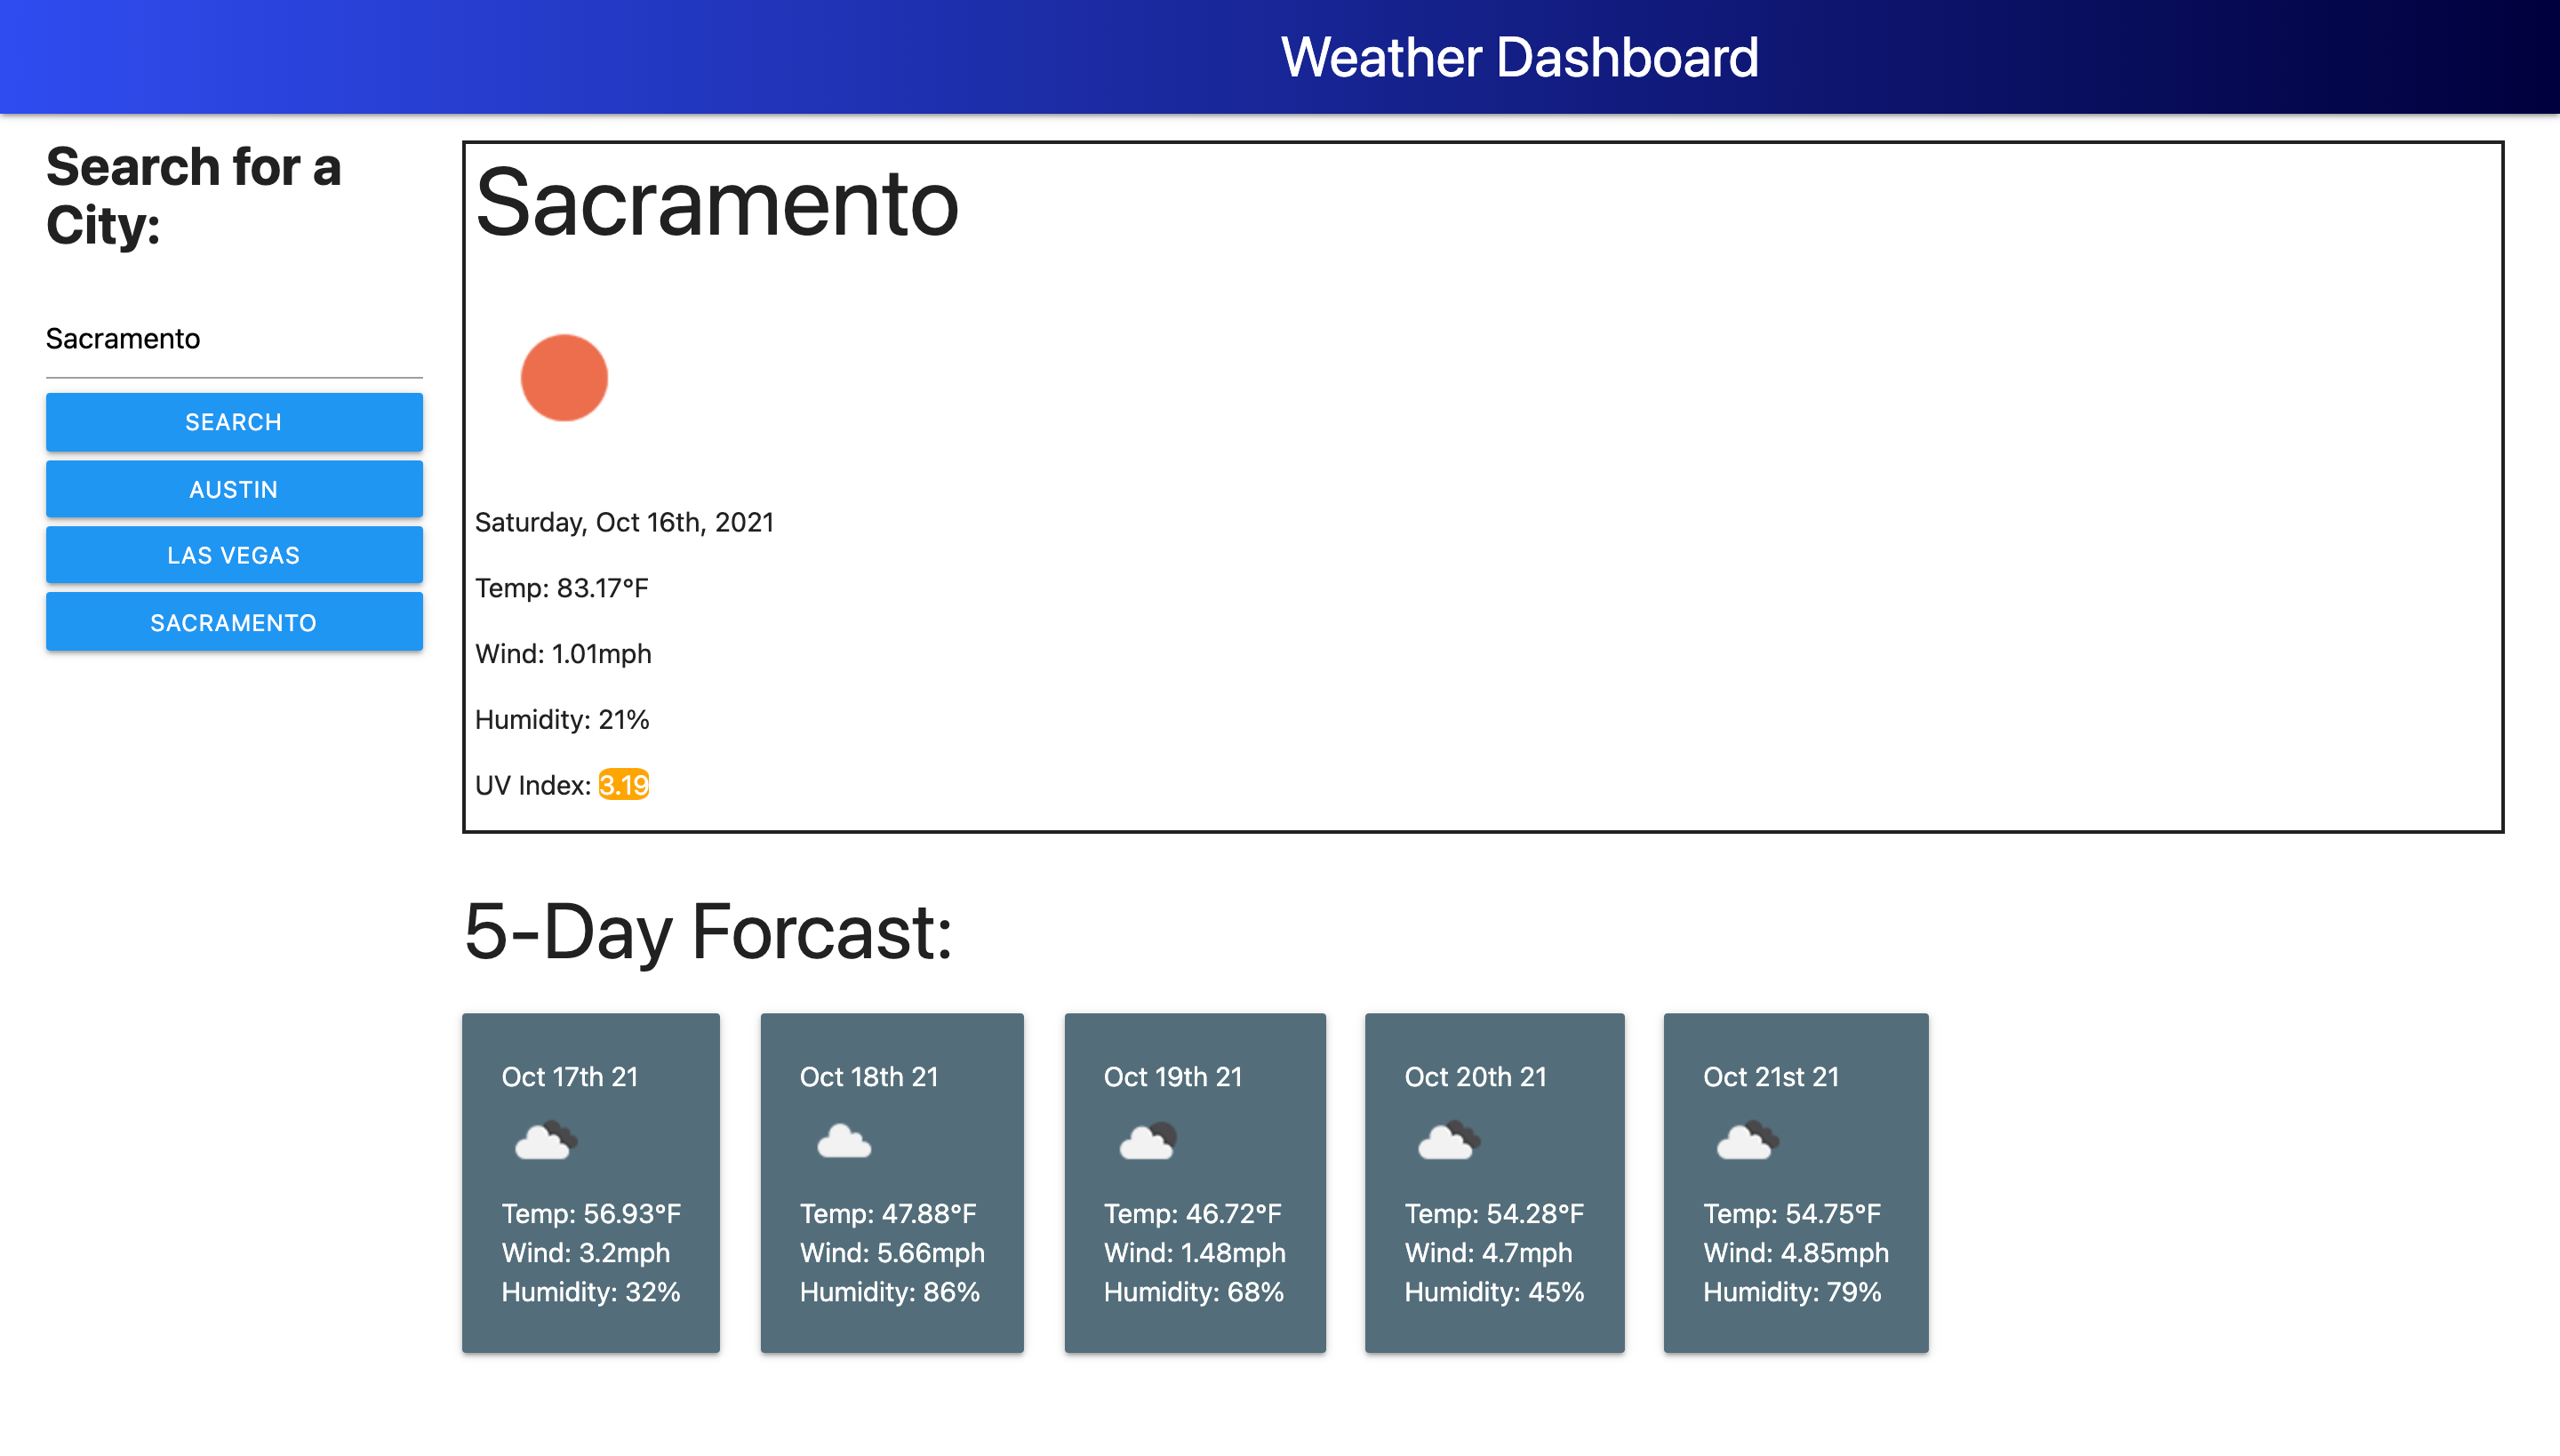 Weather Dashboard
Search for a
City:
Sacramento
SEARCH
AUSTIN
LAS VEGAS
SACRAMENTO
Sacramento
Saturday, Oct 16th, 2021
Temp: 83.17°F
Wind: 1.01mph
Humidity: 21%
UV Index: 3.19
5-Day Forcast:
Oct 17th 21
Temp: 56.93°F
Wind: 3.2mph
Humidity: 32%
Oct 18th 21
Temp: 47.88°F
Wind: 5.66mph
Humidity: 86%
Oct 19th 21
Temp: 46.72°F
Wind: 1.48mph
Humidity: 68%
Oct 20th 21
Temp: 54.28°F
Wind: 4.7mph
Humidity: 45%
Oct 21st 21
Temp: 54.75°F
Wind: 4.85mph
Humidity: 79%